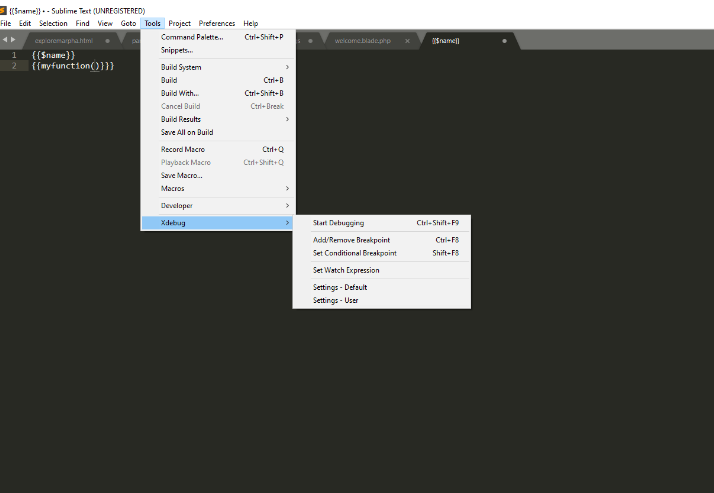 {{$name}} • - Sublime Text (UNREGISTERED)
File Edit Selection Find View Goto Tools Project Preferences Help
exploremarpha.html welcome.blade.php {{$name}}
1 {{$name}}
2 {{myfunction()}}}
Command Palette... Ctrl+Shift+P
Snippets...
Build System
Build Ctrl+B
Build With... Ctrl+Shift+B
Cancel Build Ctrl+Break
Build Results
Save All on Build
Record Macro Ctrl+Q
Playback Macro Ctrl+Shift+Q
Save Macro...
Macros
Developer
Xdebug
Start Debugging Ctrl+Shift+F9
Add/Remove Breakpoint Ctrl+F8
Set Conditional Breakpoint Shift+F8
Set Watch Expression
Settings - Default
Settings - User